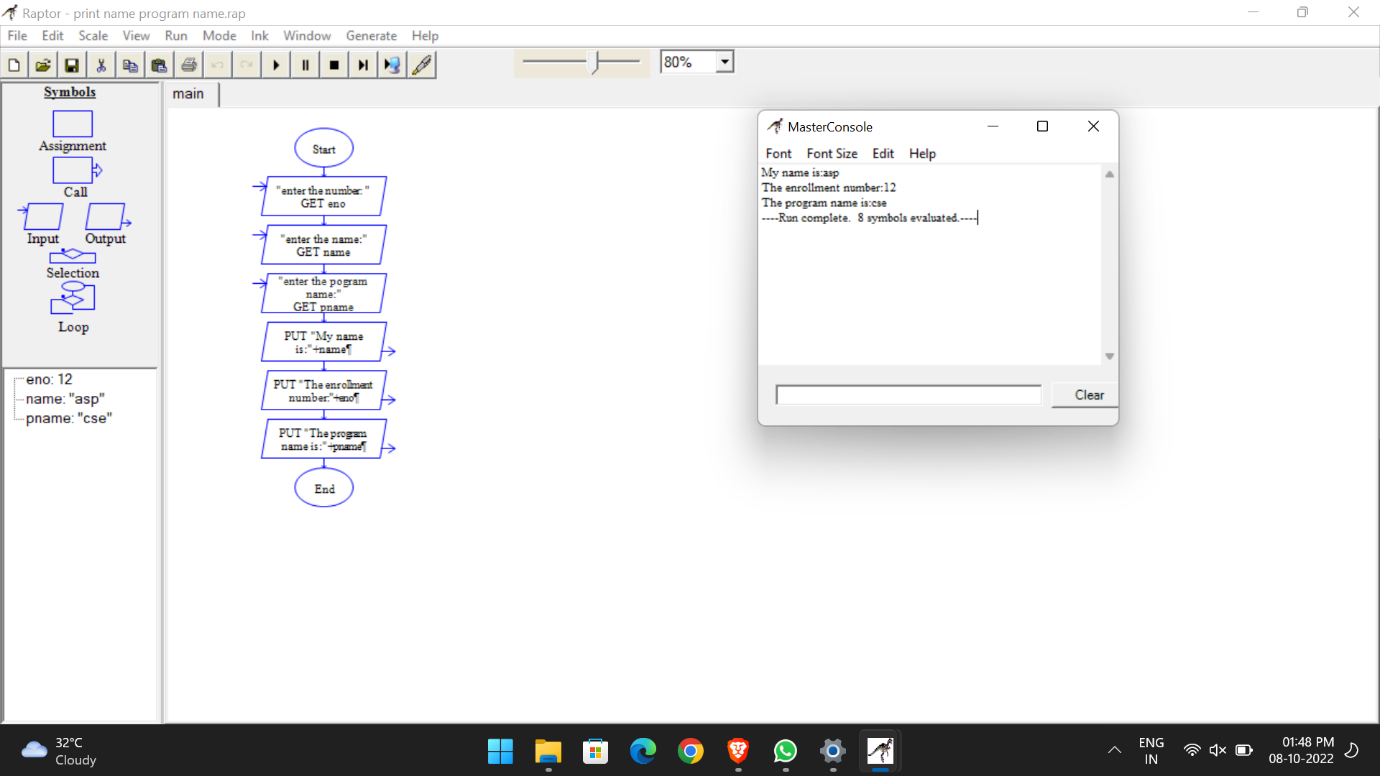 Raptor - print name program name.rap
File Edit Scale View Run Mode Ink Window Generate Help
80%
Symbols
Assignment
Call
Input Output
Selection
Loop
eno: 12
name: "asp"
pname: "cse"
main
Start
"enter the number: "
GET eno
"enter the name:"
GET name
"enter the pogram
name:"
GET pname
PUT "My name
is:"+name¶
PUT "The enrollment
number:"+eno¶
PUT "The program
name is:"+pname¶
End
MasterConsole
Font Font Size Edit Help
My name is:asp
The enrollment number:12
The program name is:cse
----Run complete.  8 symbols evaluated.----
Clear
32°C
Cloudy
ENG
IN
01:48 PM
08-10-2022